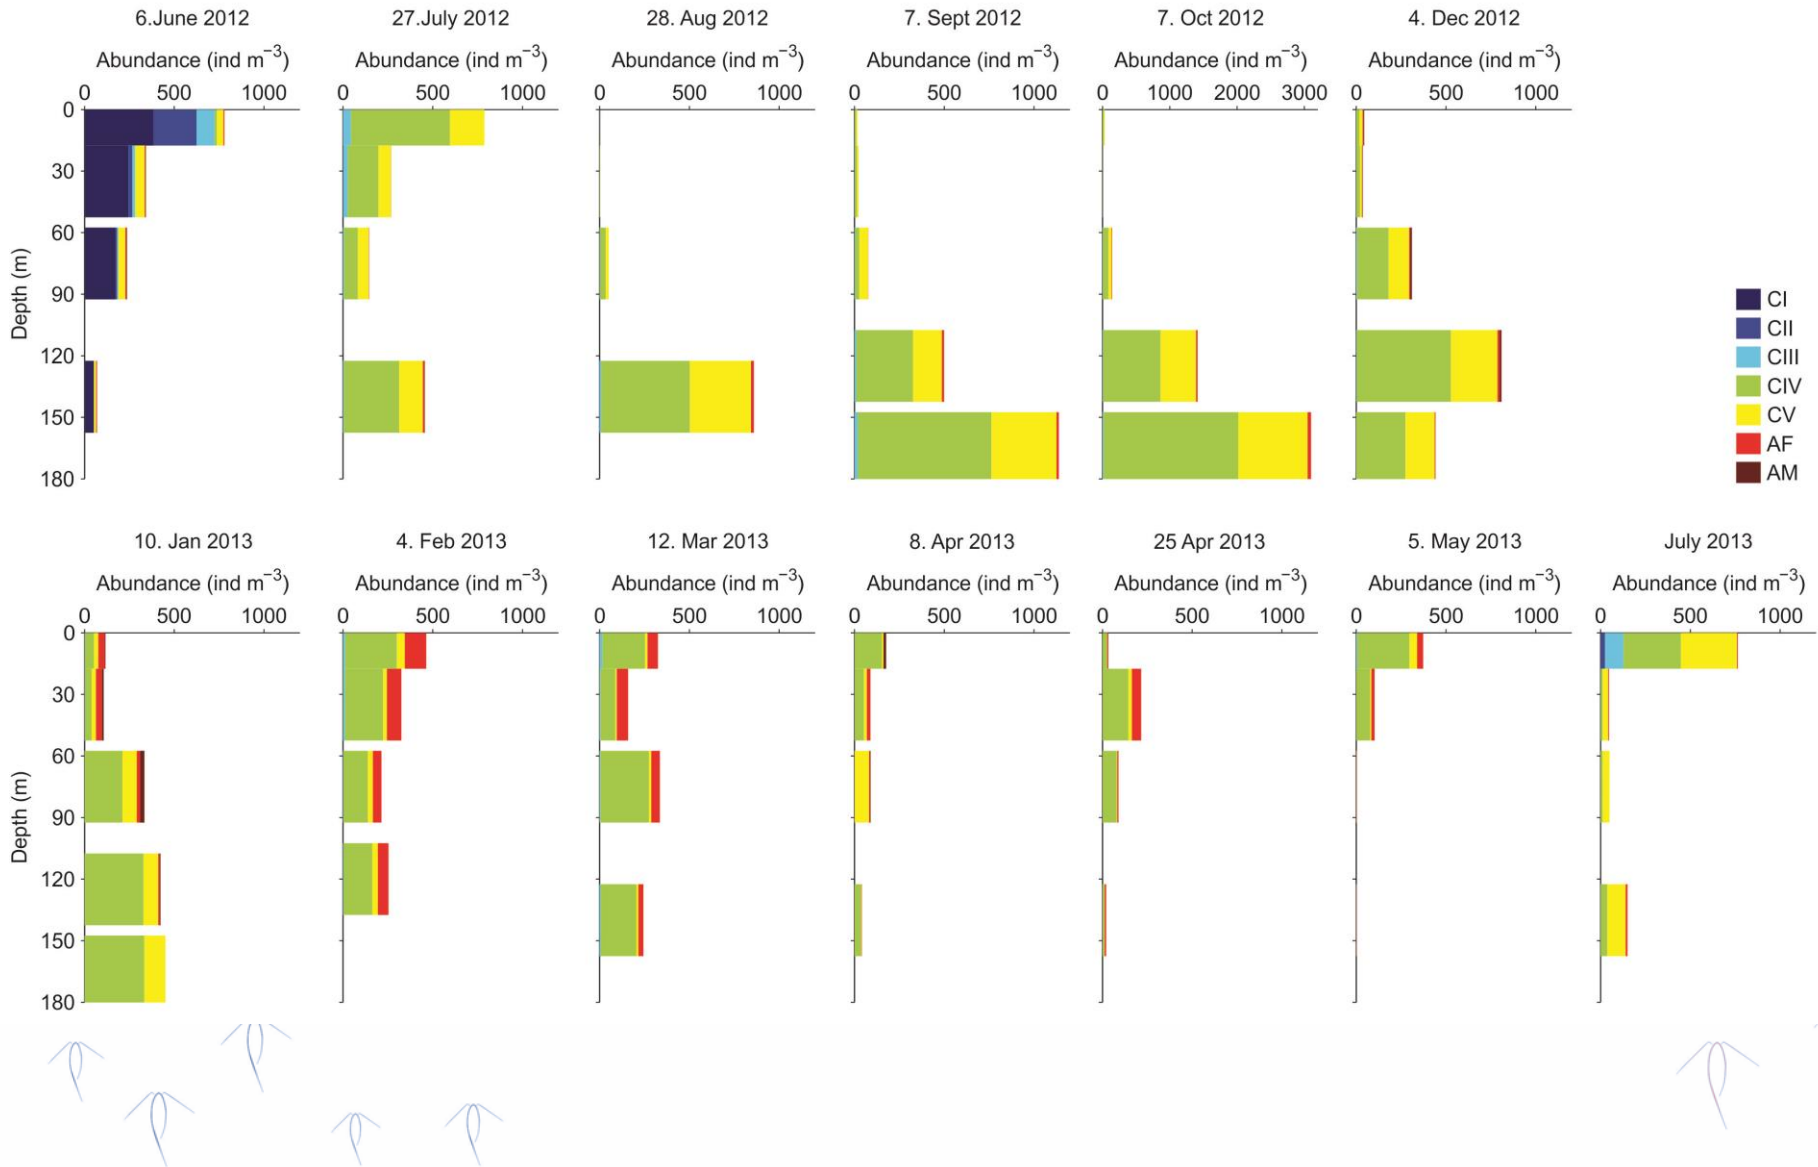 6.June 2012 27.July 2012 28. Aug 2012 7. Sept 2012 7. Oct 2012 4. Dec 2012
Abundance (ind m⁻³) Abundance (ind m⁻³) Abundance (ind m⁻³) Abundance (ind m⁻³) Abundance (ind m⁻³) Abundance (ind m⁻³)
0 500 1000 0 500 1000 0 500 1000 0 500 1000 0 1000 2000 3000 0 500 1000
0
30
60
90
120
150
180
Depth (m)
CI
CII
CIII
CIV
CV
AF
AM
10. Jan 2013 4. Feb 2013 12. Mar 2013 8. Apr 2013 25 Apr 2013 5. May 2013 July 2013
Abundance (ind m⁻³) Abundance (ind m⁻³) Abundance (ind m⁻³) Abundance (ind m⁻³) Abundance (ind m⁻³) Abundance (ind m⁻³) Abundance (ind m⁻³)
0 500 1000 0 500 1000 0 500 1000 0 500 1000 0 500 1000 0 500 1000 0 500 1000
0
30
60
90
120
150
180
Depth (m)